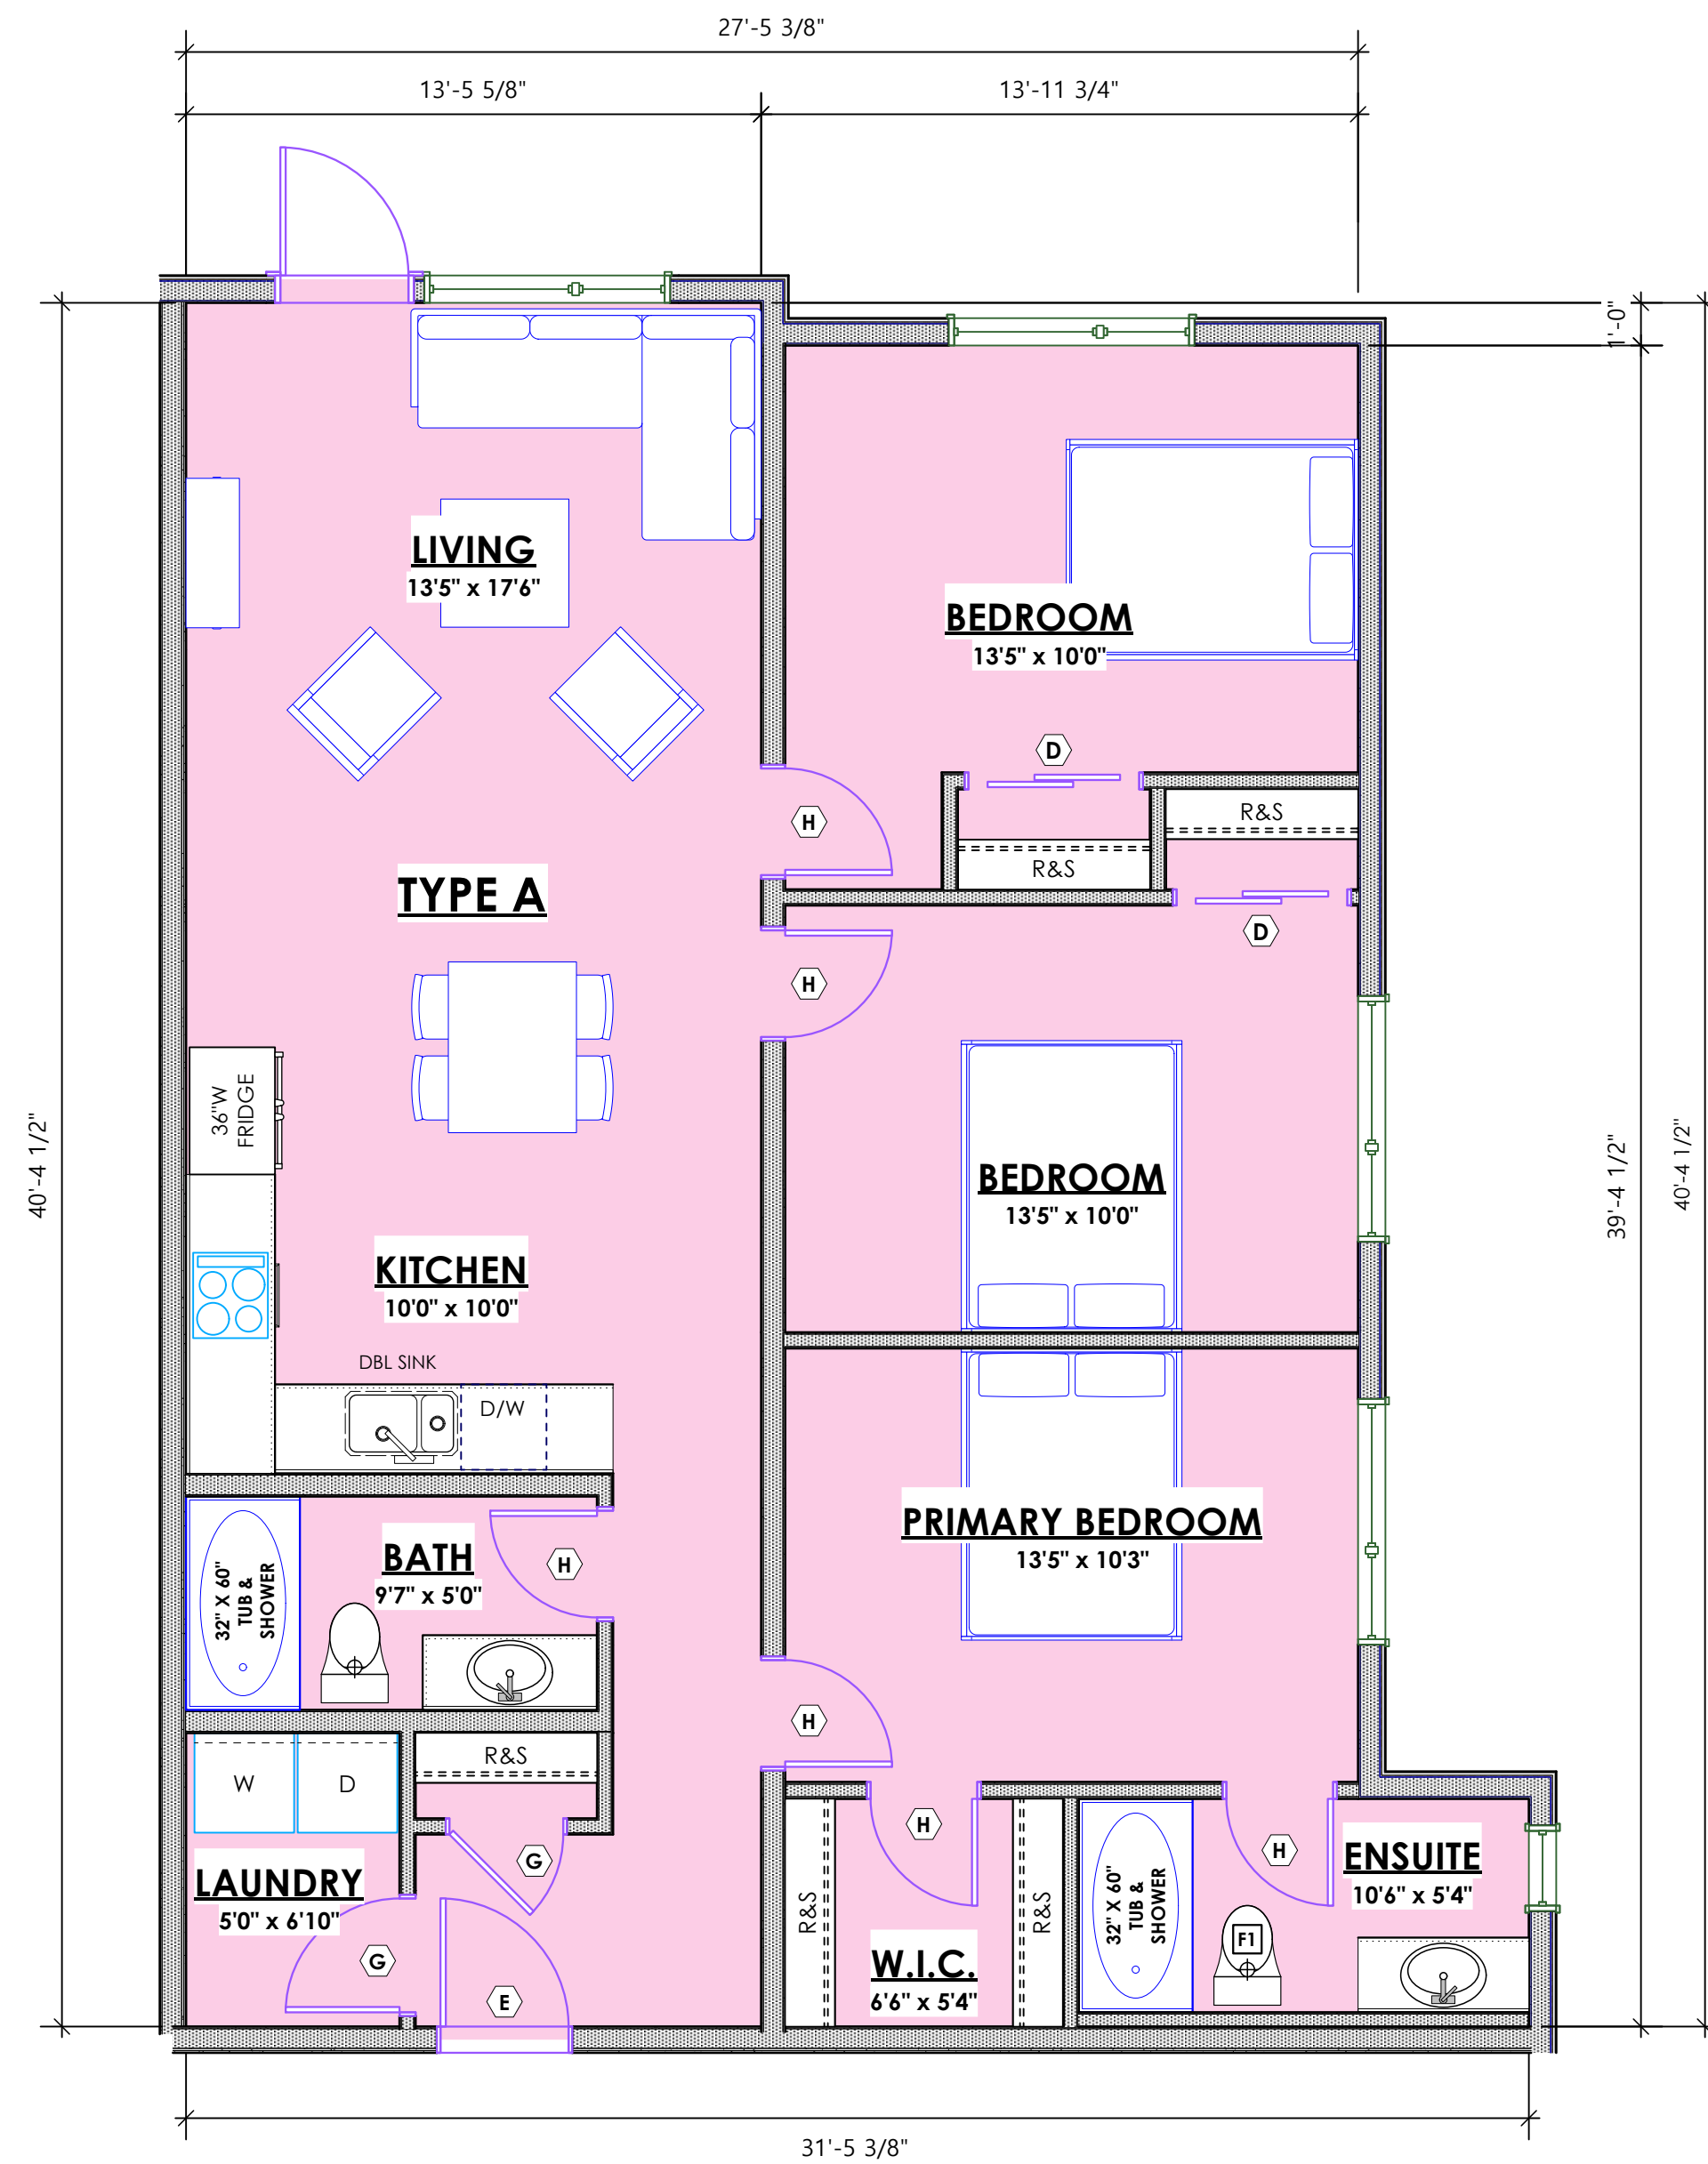 27'-5 3/8"
13'-5 5/8"
13'-11 3/4"
1'-0"
LIVING
13'5" x 17'6"
BEDROOM
13'5" x 10'0"
D
R&S
H
R&S
TYPE A
D
H
36"W
FRIDGE
40'-4 1/2"
39'-4 1/2"
40'-4 1/2"
BEDROOM
13'5" x 10'0"
KITCHEN
10'0" x 10'0"
DBL SINK
D/W
PRIMARY BEDROOM
13'5" x 10'3"
BATH
9'7" x 5'0"
H
32" X 60"
TUB &
SHOWER
H
R&S
W
D
H
G
H
ENSUITE
10'6" x 5'4"
LAUNDRY
5'0" x 6'10"
R&S
R&S
32" X 60"
TUB &
SHOWER
F1
G
E
W.I.C.
6'6" x 5'4"
31'-5 3/8"